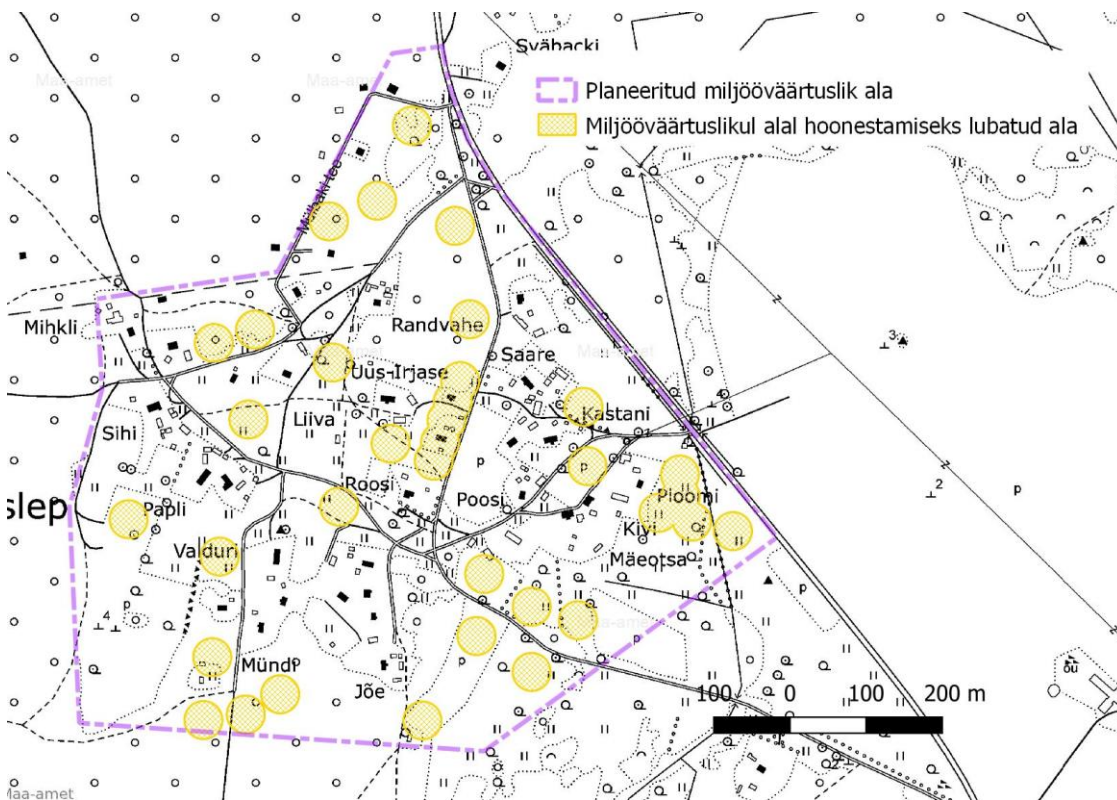 Sväbacki
Planeeritud miljööväärtuslik ala
Miljööväärtuslikul alal hoonestamiseks lubatud ala
Maa-amet
Maa-amet
Mihkli
Randvahe
Saare
Maa-amet
Uus-Irjase
Kastani
Liiva
Sihi
Roosi
Poosi
Ploomi
slep
Papli
Kivi
Valduri
Mäeotsa
Maa-amet
Mündi
Jõe
100 0 100 200 m
Maa-amet